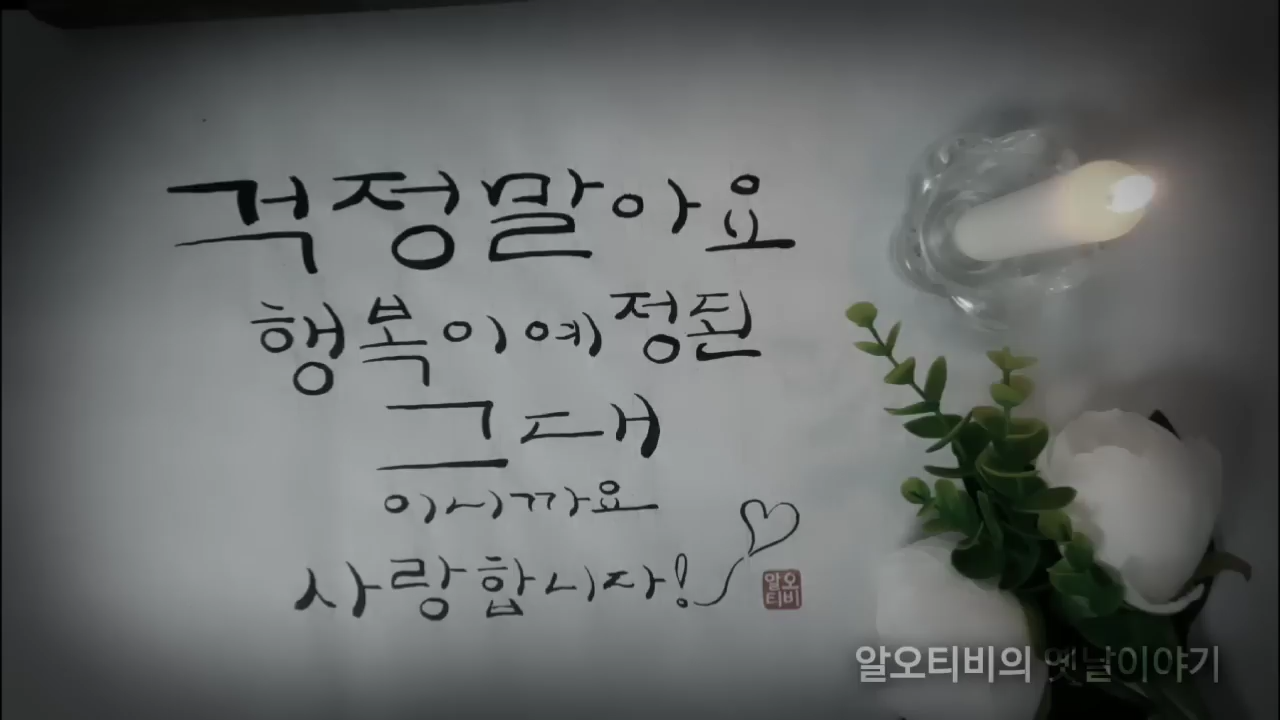 걱정말아요
행복이예정된
그대
이시까요
사랑합니다!
알오
티비
알오티비의 옛날이야기